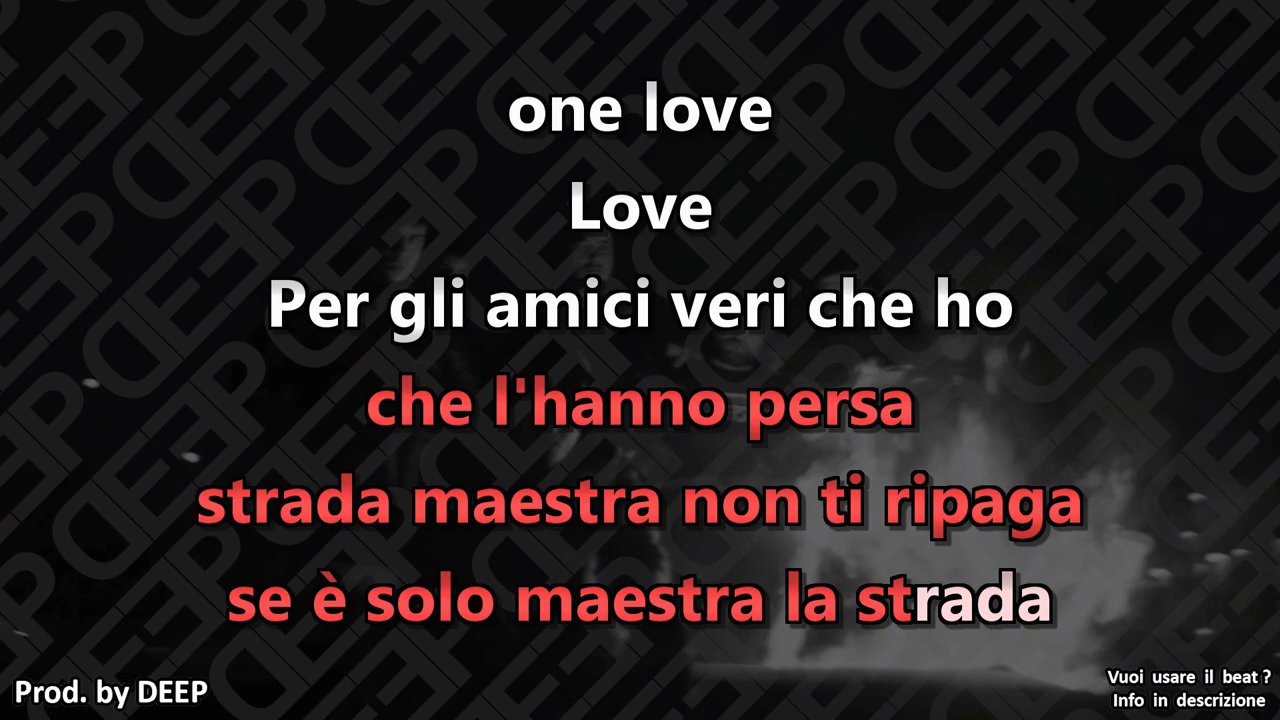 one love
Love
Per gli amici veri che ho
che l'hanno persa
strada maestra non ti ripaga
se è solo maestra la strada
Prod. by DEEP
Vuoi usare il beat ?
Info in descrizione